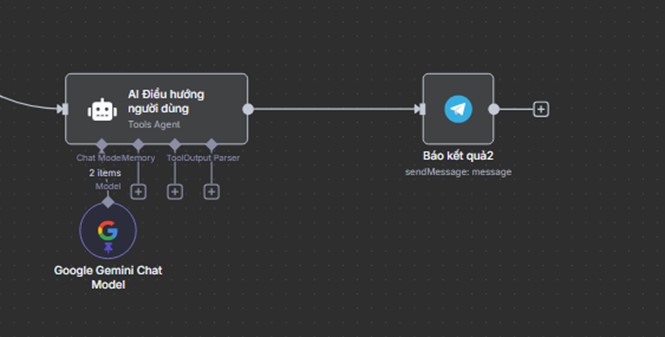 AI Điều hướng
người dùng
Tools Agent
Chat Model
Memory
Tool
Output Parser
2 items
Model
Google Gemini Chat
Model
Báo kết quả2
sendMessage: message